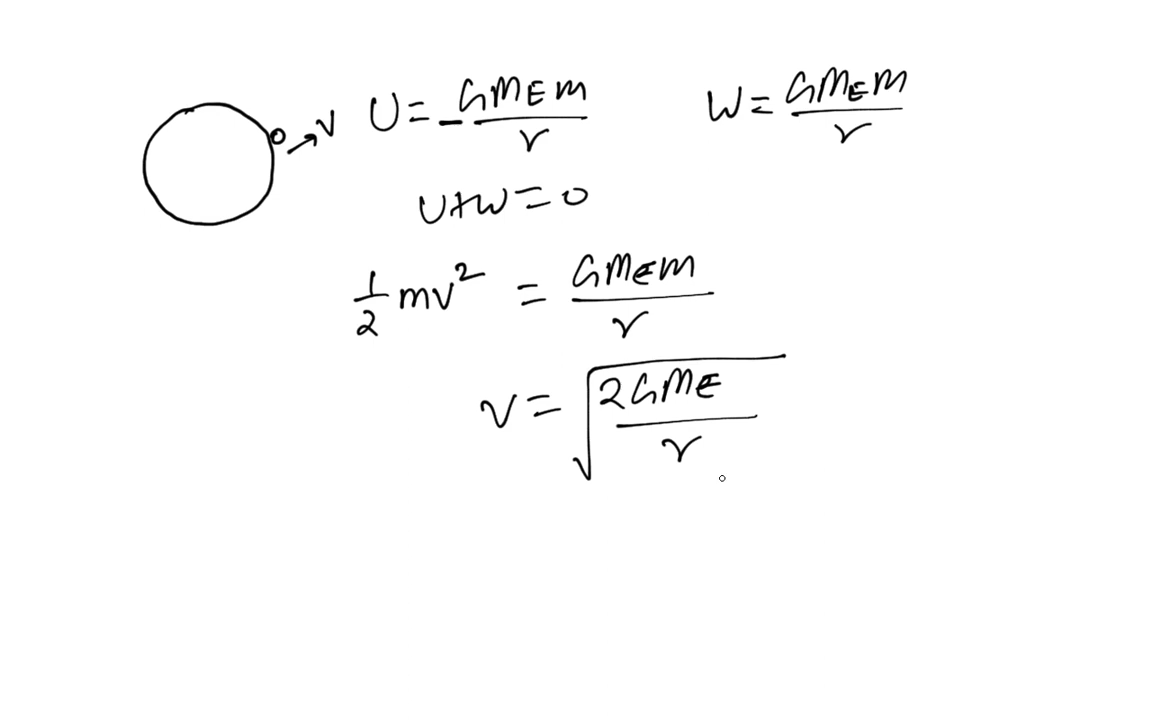 V U = - GMEm / r W = GMEm / r
U+W = 0
1/2 mv² = GMEm / r
v = √(2GME / r)